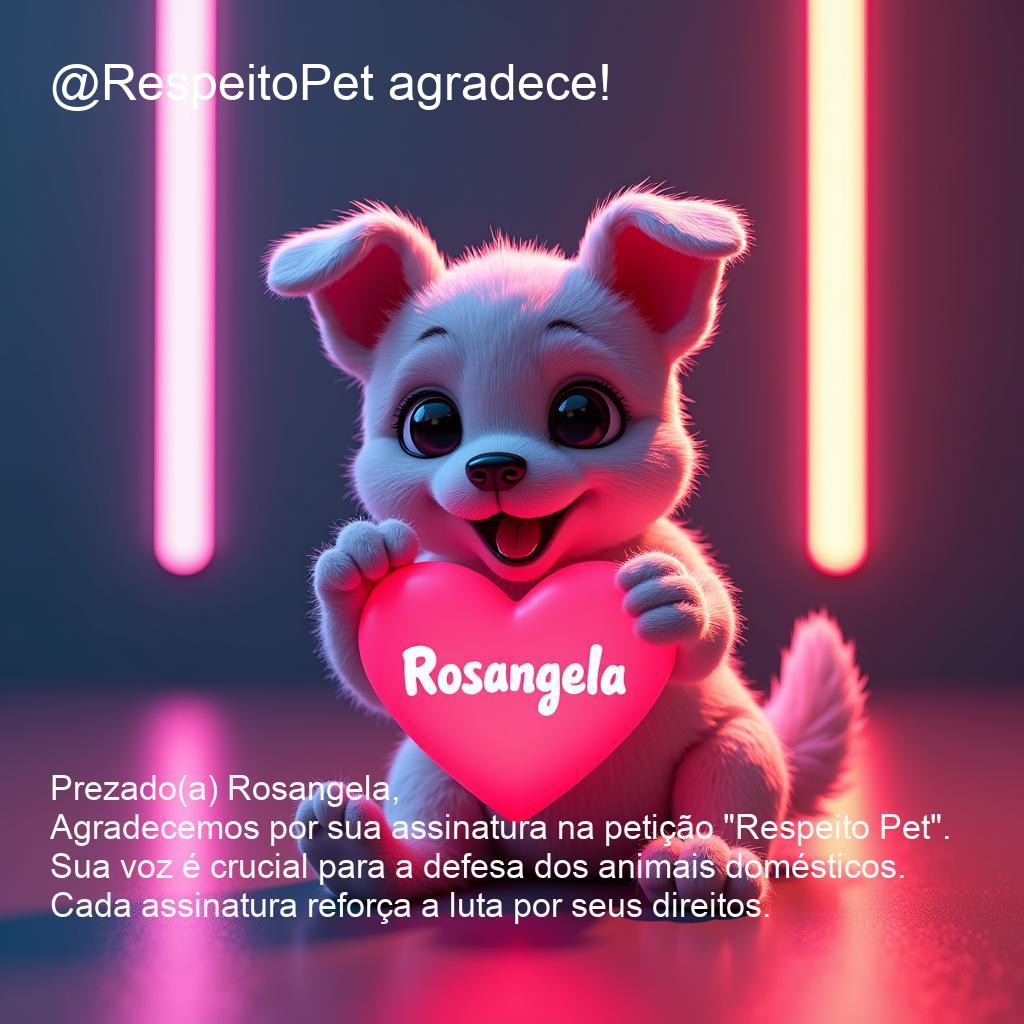 @RespeitoPet agradece!
Rosangela
Prezado(a) Rosangela,
Agradecemos por sua assinatura na petição "Respeito Pet".
Sua voz é crucial para a defesa dos animais domésticos.
Cada assinatura reforça a luta por seus direitos.